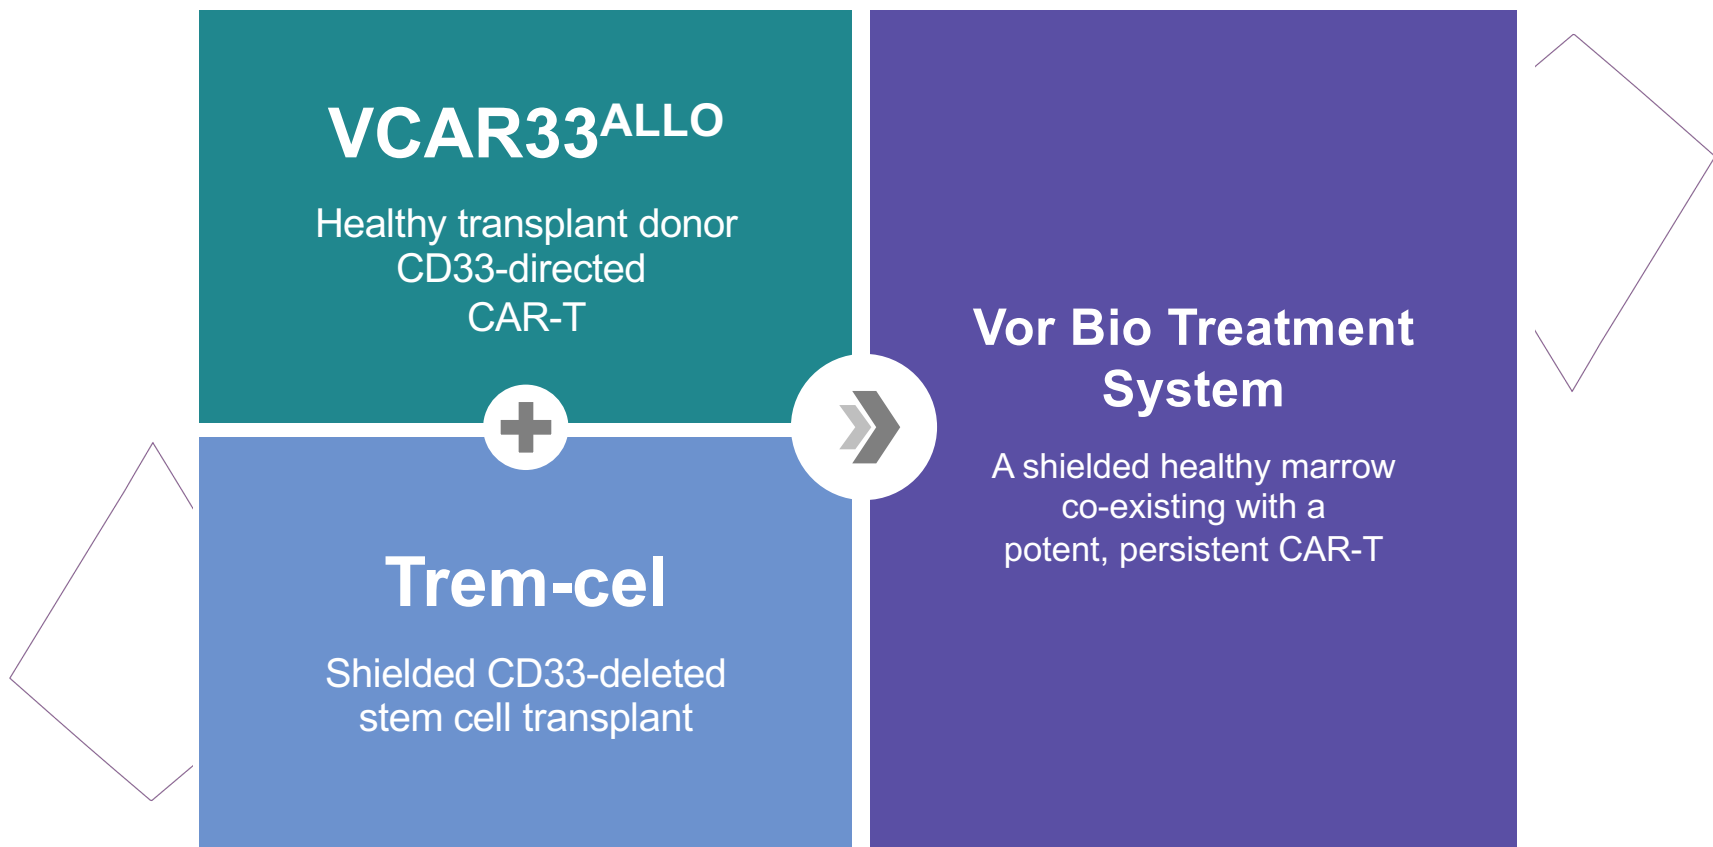 VCAR33ALLO
Healthy transplant donor
CD33-directed
CAR-T
Trem-cel
Shielded CD33-deleted
stem cell transplant
Vor Bio Treatment
System
A shielded healthy marrow
co-existing with a
potent, persistent CAR-T